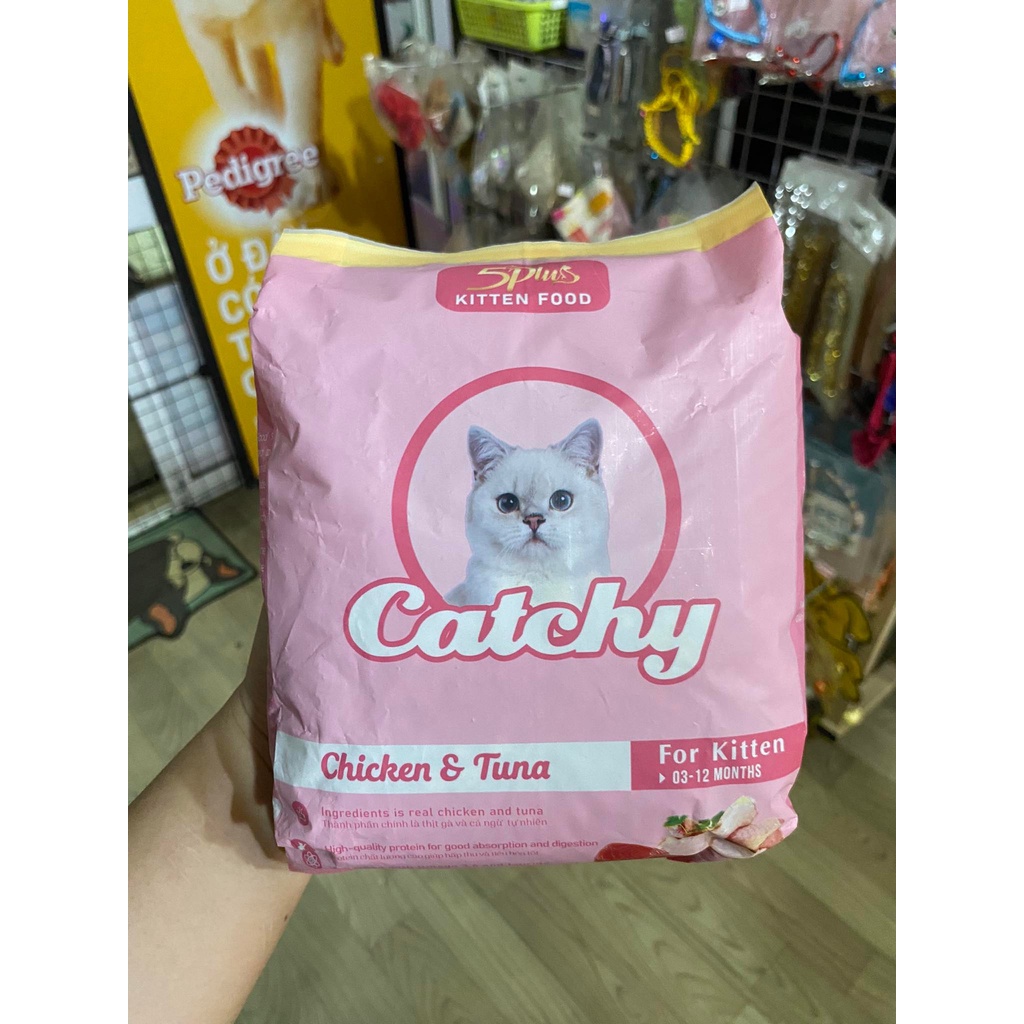 Pedigree
Ở
CÓ
5Plus
KITTEN FOOD
Catchy
Chicken & Tuna
For Kitten
03-12 MONTHS
Ingredients is real chicken and tuna
Thành phần chính là thịt gà và cá ngừ tự nhiên
High-quality protein for good absorption and digestion